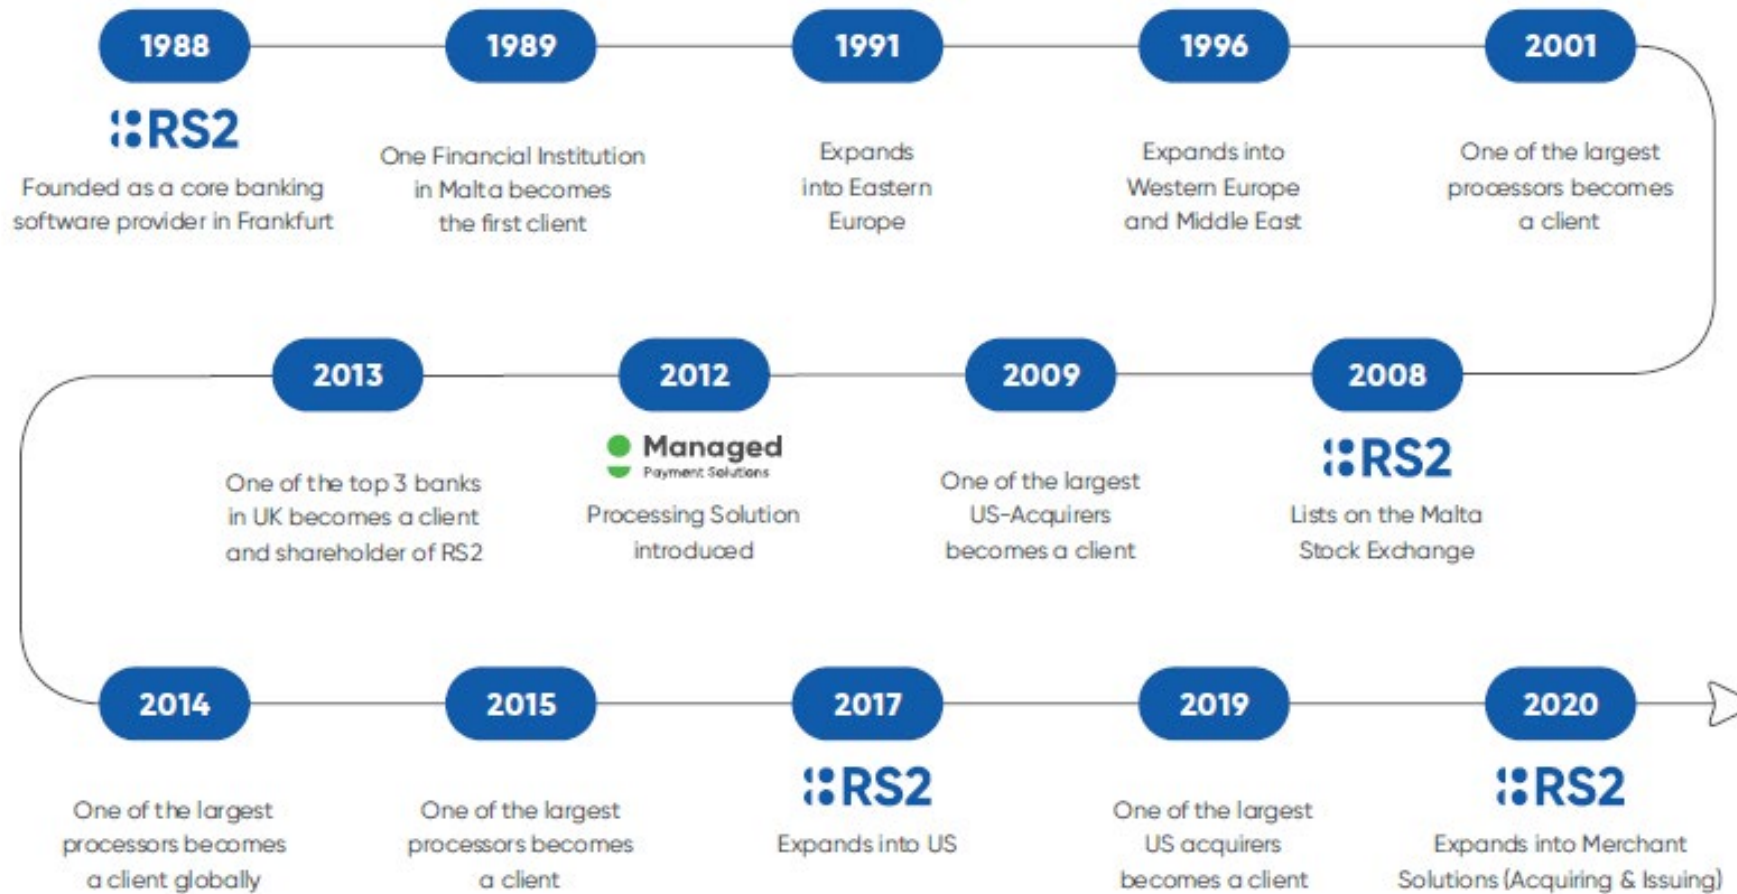 1988
RS2
Founded as a core banking
software provider in Frankfurt
1989
One Financial Institution
in Malta becomes
the first client
1991
Expands
into Eastern
Europe
1996
Expands into
Western Europe
and Middle East
2001
One of the largest
processors becomes
a client
2008
RS2
Lists on the Malta
Stock Exchange
2009
One of the largest
US-Acquirers
becomes a client
2012
Managed
Payment Solutions
Processing Solution
introduced
2013
One of the top 3 banks
in UK becomes a client
and shareholder of RS2
2014
One of the largest
processors becomes
a client globally
2015
One of the largest
processors becomes
a client
2017
RS2
Expands into US
2019
One of the largest
US acquirers
becomes a client
2020
RS2
Expands into Merchant
Solutions (Acquiring & Issuing)